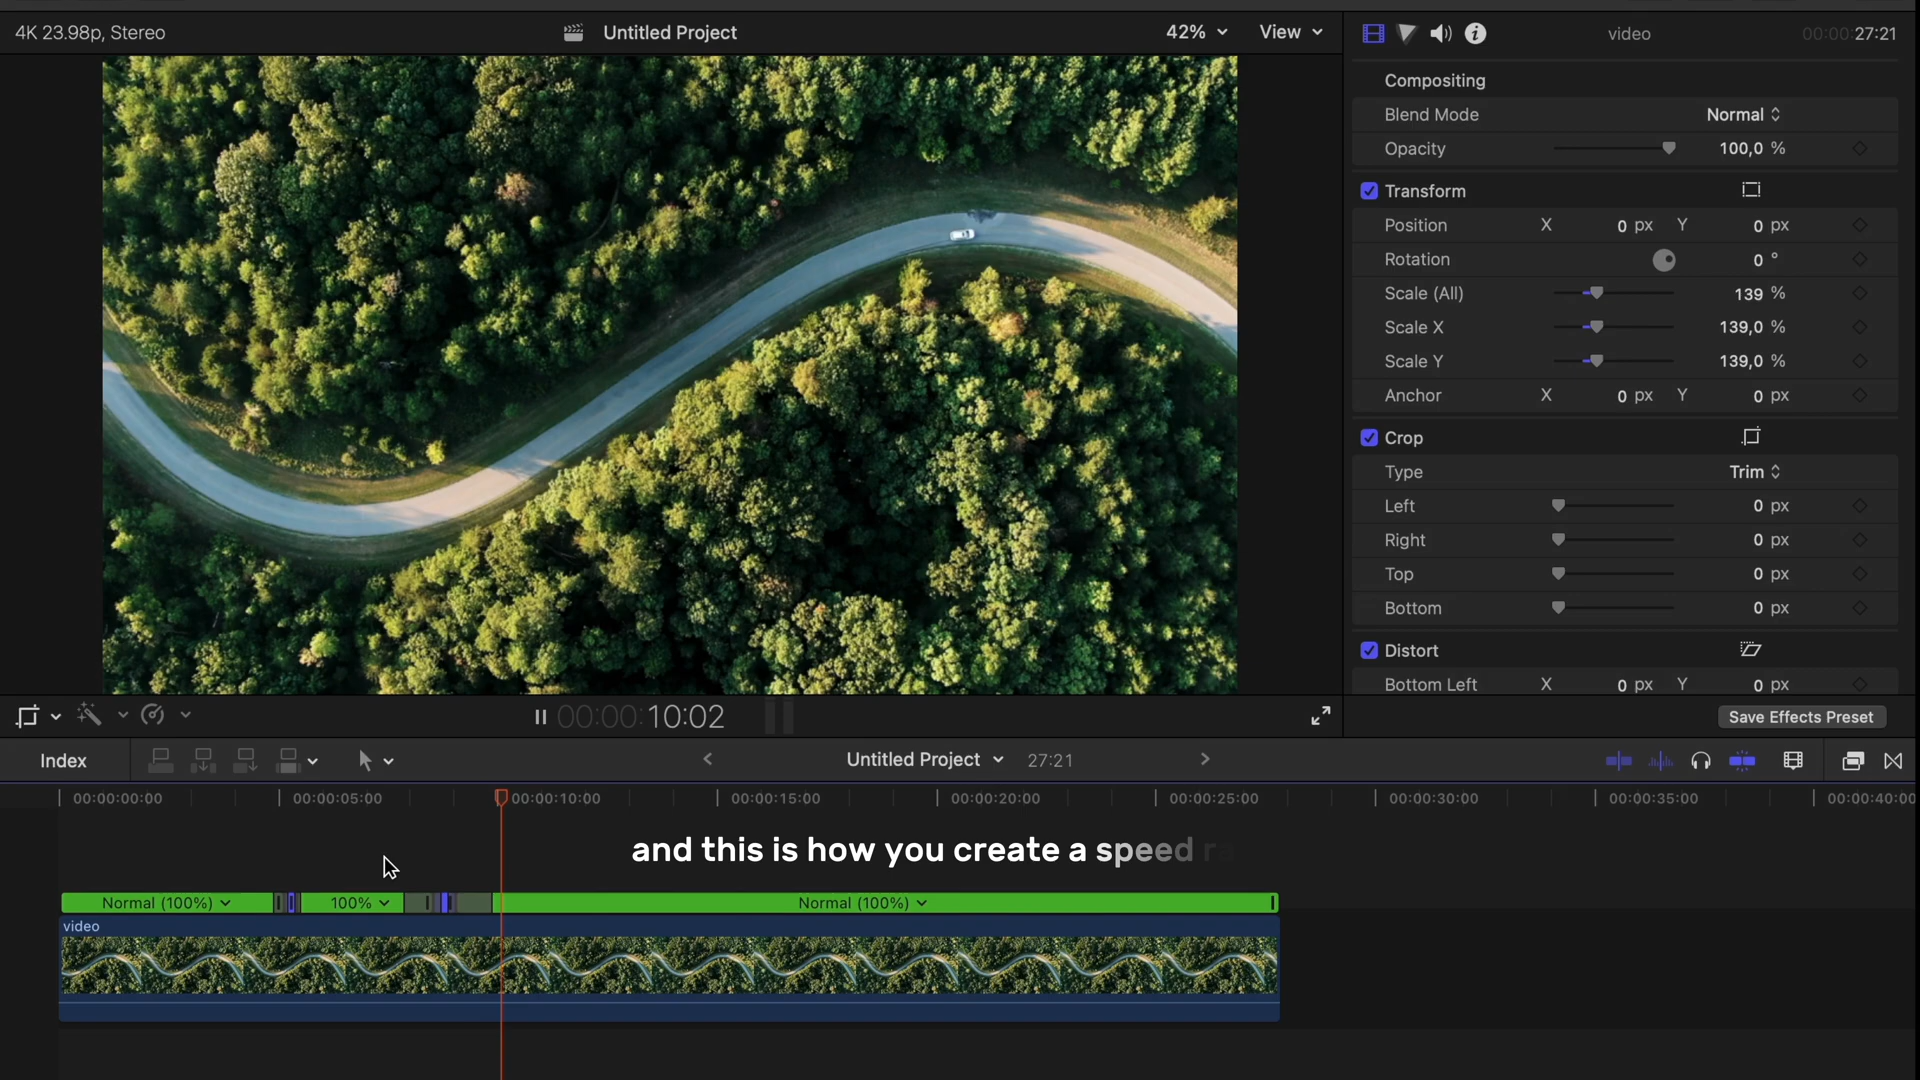 4K 23.98p, Stereo
Untitled Project
42%
View
video
00:00:27:21
Compositing
Blend Mode
Normal
Opacity
100,0 %
Transform
Position X 0 px Y 0 px
Rotation 0 °
Scale (All) 139 %
Scale X 139,0 %
Scale Y 139,0 %
Anchor X 0 px Y 0 px
Crop
Type Trim
Left 0 px
Right 0 px
Top 0 px
Bottom 0 px
Distort
Bottom Left X 0 px Y 0 px
00:00:10:02
Save Effects Preset
Index
Untitled Project
27:21
00:00:00:00
00:00:05:00
00:00:10:00
00:00:15:00
00:00:20:00
00:00:25:00
00:00:30:00
00:00:35:00
00:00:40:00
and this is how you create a speed
Normal (100%)
100%
Normal (100%)
video